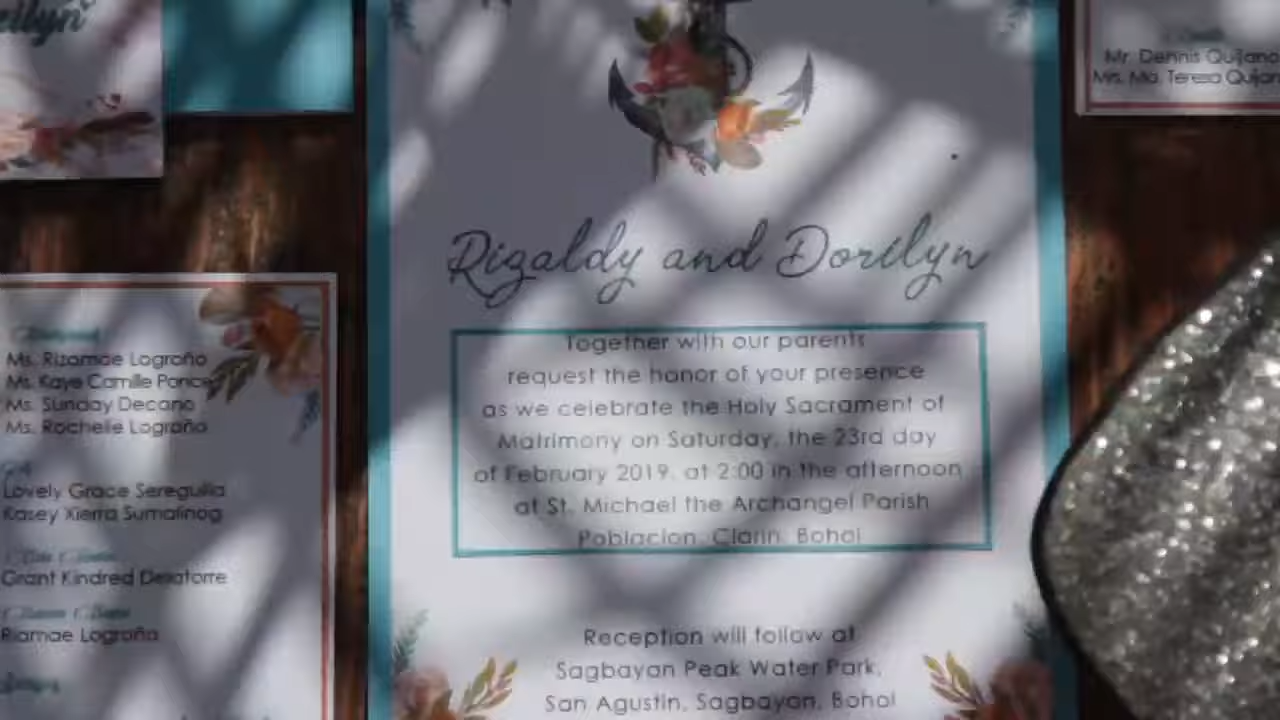 Rizaldy and Dorilyn
Together with our parents
request the honor of your presence
as we celebrate the Holy Sacrament of
Matrimony on Saturday, the 23rd day
of February 2019, at 2:00 in the afternoon
at St. Michael the Archangel Parish
Poblacion, Clarin, Bohol
Reception will follow at
Sagbayan Peak Water Park,
San Agustin, Sagbayan, Bohol
Ms. Rizamae Logroño
Ms. Kaye Camille Ponce
Ms. Sunday Decano
Ms. Rochelle Logroño
Lovely Grace Sereguilla
Kasey Xierra Sumalinog
Grant Kindred Delatorre
Riamae Logroño
Mr. Dennis Quijano
Mrs. Ma. Teresa Quijan